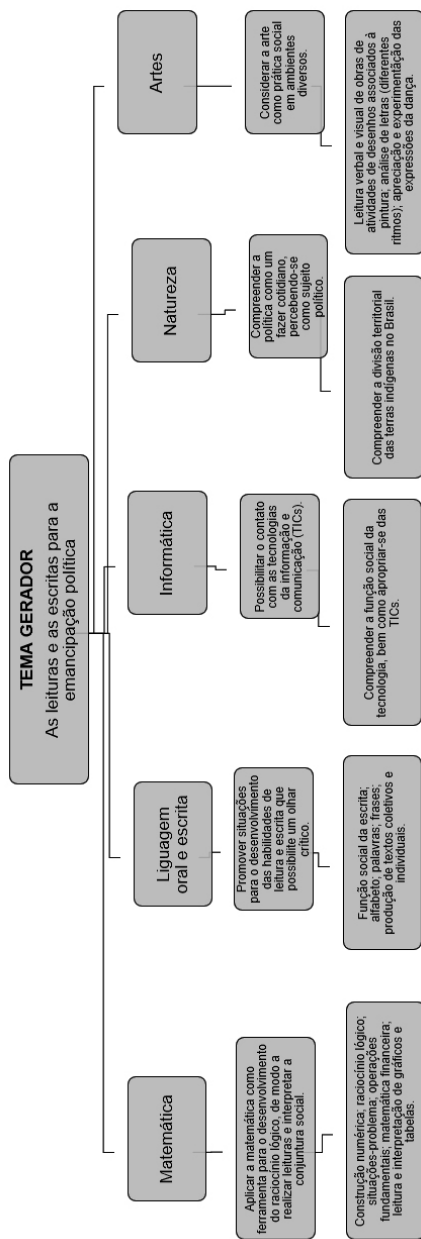 TEMA GERADOR
As leituras e as escritas para a
emancipação política
Matemática
Aplicar a matemática como
ferramenta para o desenvolvimento
do raciocínio lógico, de modo a
realizar leituras e interpretar a
conjuntura social.
Construção numérica; raciocínio lógico;
situações-problema; operações
fundamentais; matemática financeira;
leitura e interpretação de gráficos e
tabelas.
Liguagem
oral e escrita
Promover situações
para o desenvolvimento
das habilidades de
leitura e escrita que
possibilite um olhar
crítico.
Função social da escrita;
alfabeto; palavras; frases;
produção de textos coletivos e
individuais.
Informática
Possibilitar o contato
com as tecnologias
da informação e
comunicação (TICs).
Compreender a função social da
tecnologia, bem como apropriar-se das
TICs.
Natureza
Compreender a
política como um
fazer cotidiano,
percebendo-se
como sujeito
político.
Compreender a divisão territorial
das terras indígenas no Brasil.
Artes
Considerar a arte
como prática social
em ambientes
diversos.
Leitura verbal e visual de obras de
atividades de desenhos associados à
pintura; análise de letras (diferentes
ritmos); apreciação e experimentação das
expressões da dança.